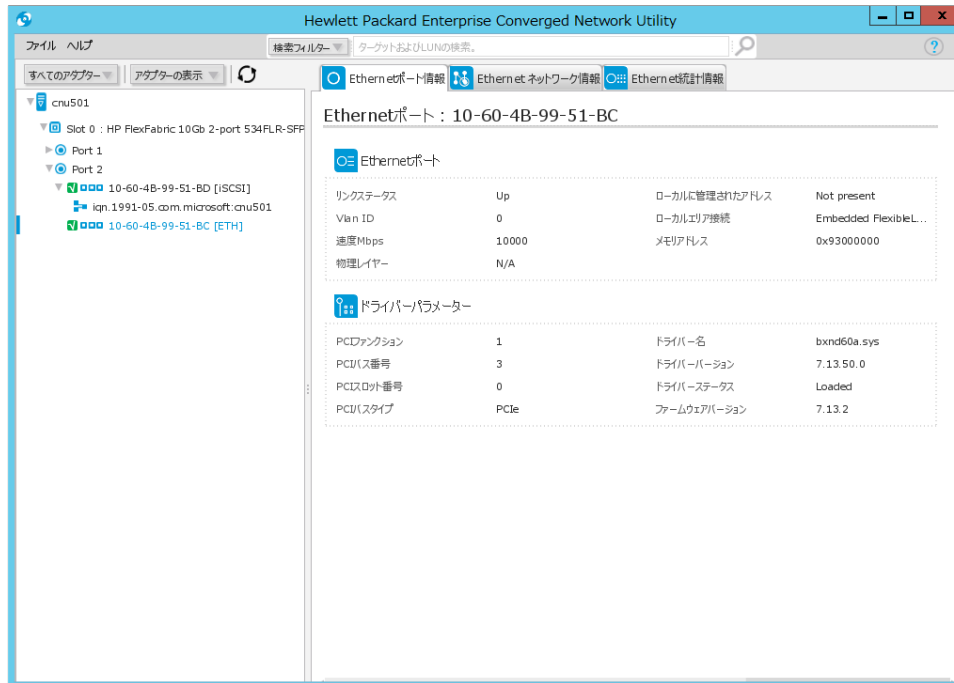 Hewlett Packard Enterprise Converged Network Utility
ファイル ヘルプ
検索フィルター ターゲットおよびLUNの検索。
すべてのアダプター アダプターの表示
Ethernetポート情報 Ethernet ネットワーク情報 Ethernet統計情報
cnu501
Slot 0 : HP FlexFabric 10Gb 2-port 534FLR-SFP
Port 1
Port 2
10-60-4B-99-51-BD [iSCSI]
iqn.1991-05.com.microsoft:cnu501
10-60-4B-99-51-BC [ETH]
Ethernetポート : 10-60-4B-99-51-BC
Ethernetポート
リンクステータス Up ローカルに管理されたアドレス Not present
Vlan ID 0 ローカルエリア接続 Embedded FlexibleL...
速度Mbps 10000 メモリアドレス 0x93000000
物理レイヤー N/A
ドライバーパラメーター
PCIファンクション 1 ドライバー名 bxnd60a.sys
PCIバス番号 3 ドライバーバージョン 7.13.50.0
PCIスロット番号 0 ドライバーステータス Loaded
PCIバスタイプ PCIe ファームウェアバージョン 7.13.2